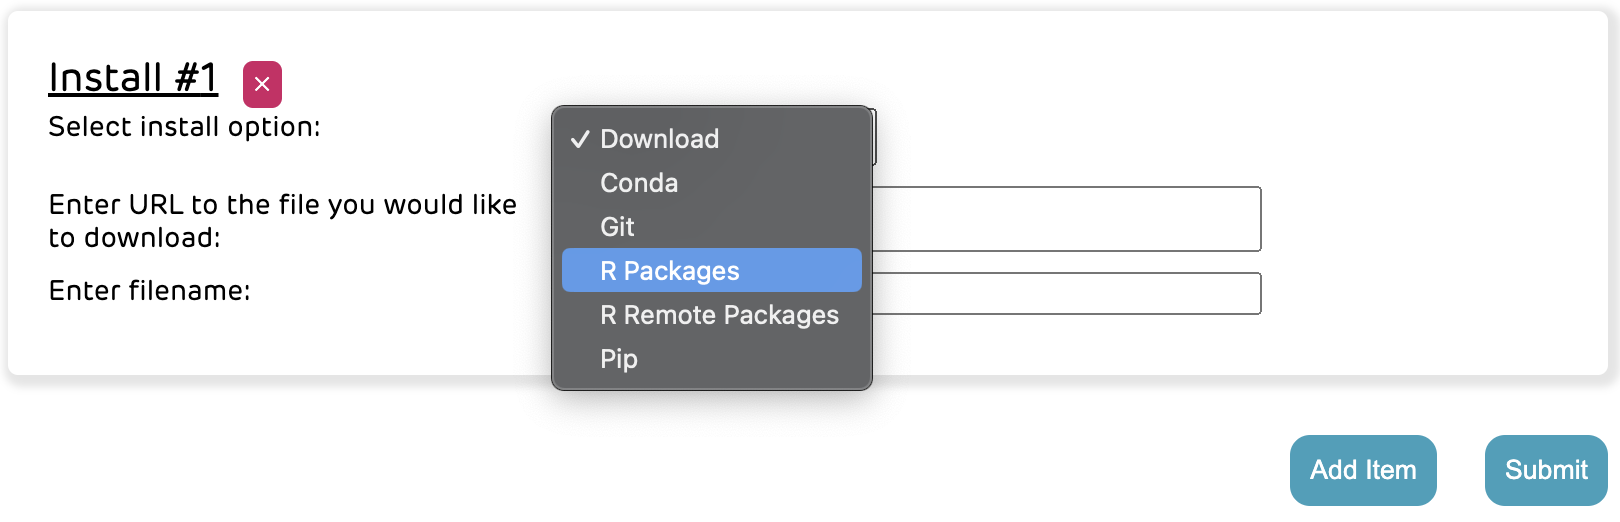 Install #1
Select install option:
✓ Download
Conda
Git
R Packages
R Remote Packages
Pip
Enter URL to the file you would like
to download:
Enter filename:
Add Item
Submit